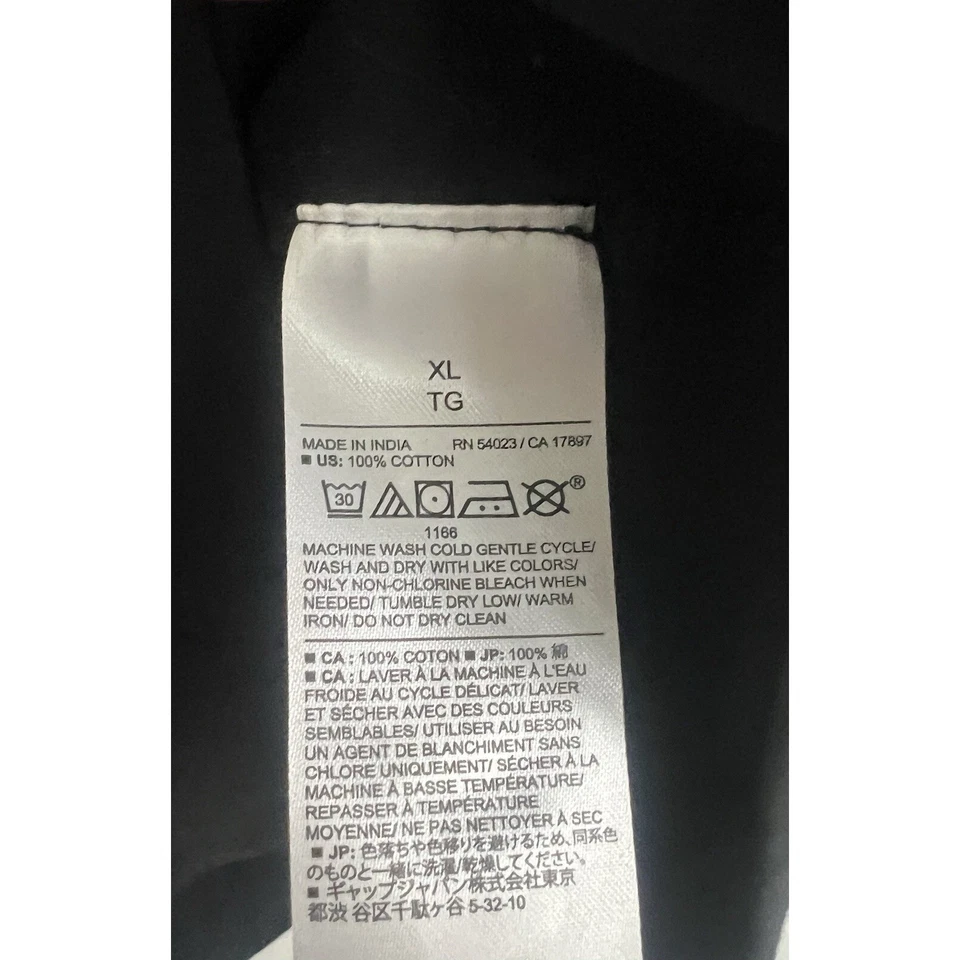 XL
TG
MADE IN INDIA RN 54023 / CA 17897
■ US: 100% COTTON
30 ®
1166
MACHINE WASH COLD GENTLE CYCLE/
WASH AND DRY WITH LIKE COLORS/
ONLY NON-CHLORINE BLEACH WHEN
NEEDED/ TUMBLE DRY LOW/ WARM
IRON/ DO NOT DRY CLEAN
■ CA : 100% COTON ■ JP: 100% 綿
■ CA : LAVER À LA MACHINE À L'EAU
FROIDE AU CYCLE DÉLICAT/ LAVER
ET SÉCHER AVEC DES COULEURS
SEMBLABLES/ UTILISER AU BESOIN
UN AGENT DE BLANCHIMENT SANS
CHLORE UNIQUEMENT/ SÉCHER À LA
MACHINE À BASSE TEMPÉRATURE/
REPASSER À TEMPÉRATURE
MOYENNE/ NE PAS NETTOYER À SEC
■ JP: 色落ちや色移りを避けるため、同系色
のものと一緒に洗濯/乾燥してください。
■ ギャップジャパン株式会社東京
都渋 谷区千駄ヶ谷 5-32-10